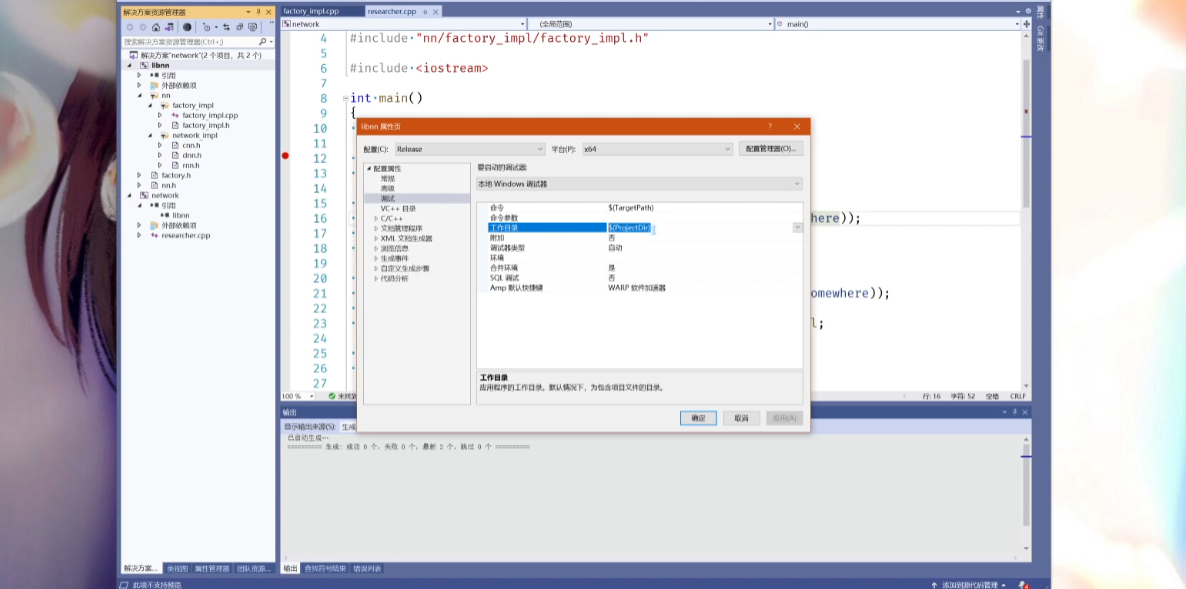 解决方案资源管理器
搜索解决方案资源管理器(Ctrl+;)
解决方案"network"(2 个项目，共 2 个)
libnn
引用
外部依赖项
nn
factory_impl
factory_impl.cpp
factory_impl.h
network_impl
cnn.h
dnn.h
rnn.h
factory.h
nn.h
network
引用
libnn
外部依赖项
researcher.cpp
解决方案...
类视图
属性管理器
团队资源...
factory_impl.cpp
researcher.cpp
network
(全局范围)
main()
4 #include "nn/factory_impl/factory_impl.h"
5
6 #include <iostream>
7
8 int main()
9 {
10
11
12
13
14
15
16 here));
17
18
19
20
21 omewhere));
22
23 l;
24
25
26
27
libnn 属性页
配置(C): Release
平台(P): x64
配置管理器(O)...
配置属性
常规
高级
调试
VC++ 目录
C/C++
文档管理程序
XML 文档生成器
浏览信息
生成事件
自定义生成步骤
代码分析
要启动的调试器:
本地 Windows 调试器
命令 $(TargetPath)
命令参数
工作目录 $(ProjectDir)
附加 否
调试器类型 自动
环境
合并环境 是
SQL 调试 否
Amp 默认快捷键 WARP 软件加速器
工作目录
应用程序的工作目录。默认情况下，为包含项目文件的目录。
确定
取消
应用(A)
100 %
未找到
行: 16
字符: 52
空格
CRLF
输出
显示输出来源(S): 生成
已启动生成…
========== 生成: 成功 0 个，失败 0 个，最新 2 个，跳过 0 个 ==========
输出
查找符号结果
错误列表
此项不支持预览
添加到源代码管理
属性
Git 更改